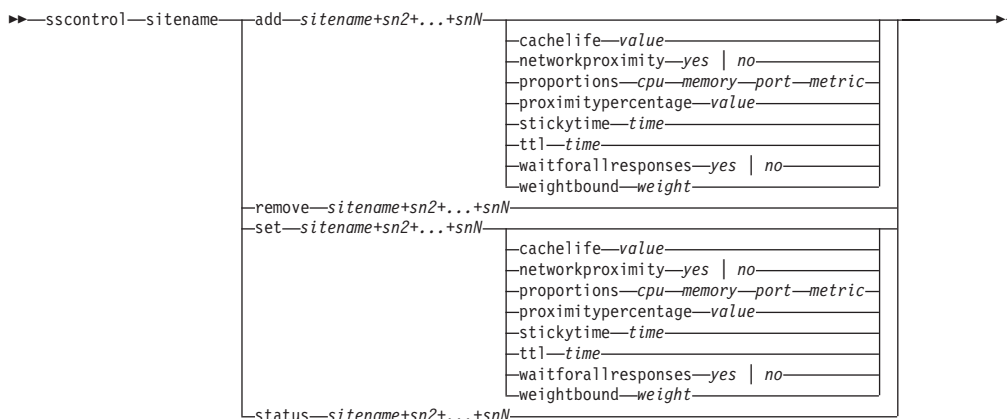 sscontrol sitename add sitename+sn2+...+snN
cachelife value
networkproximity yes | no
proportions cpu memory port metric
proximitypercentage value
stickytime time
ttl time
waitforallresponses yes | no
weightbound weight
remove sitename+sn2+...+snN
set sitename+sn2+...+snN
cachelife value
networkproximity yes | no
proportions cpu memory port metric
proximitypercentage value
stickytime time
ttl time
waitforallresponses yes | no
weightbound weight
status sitename+sn2+...+snN